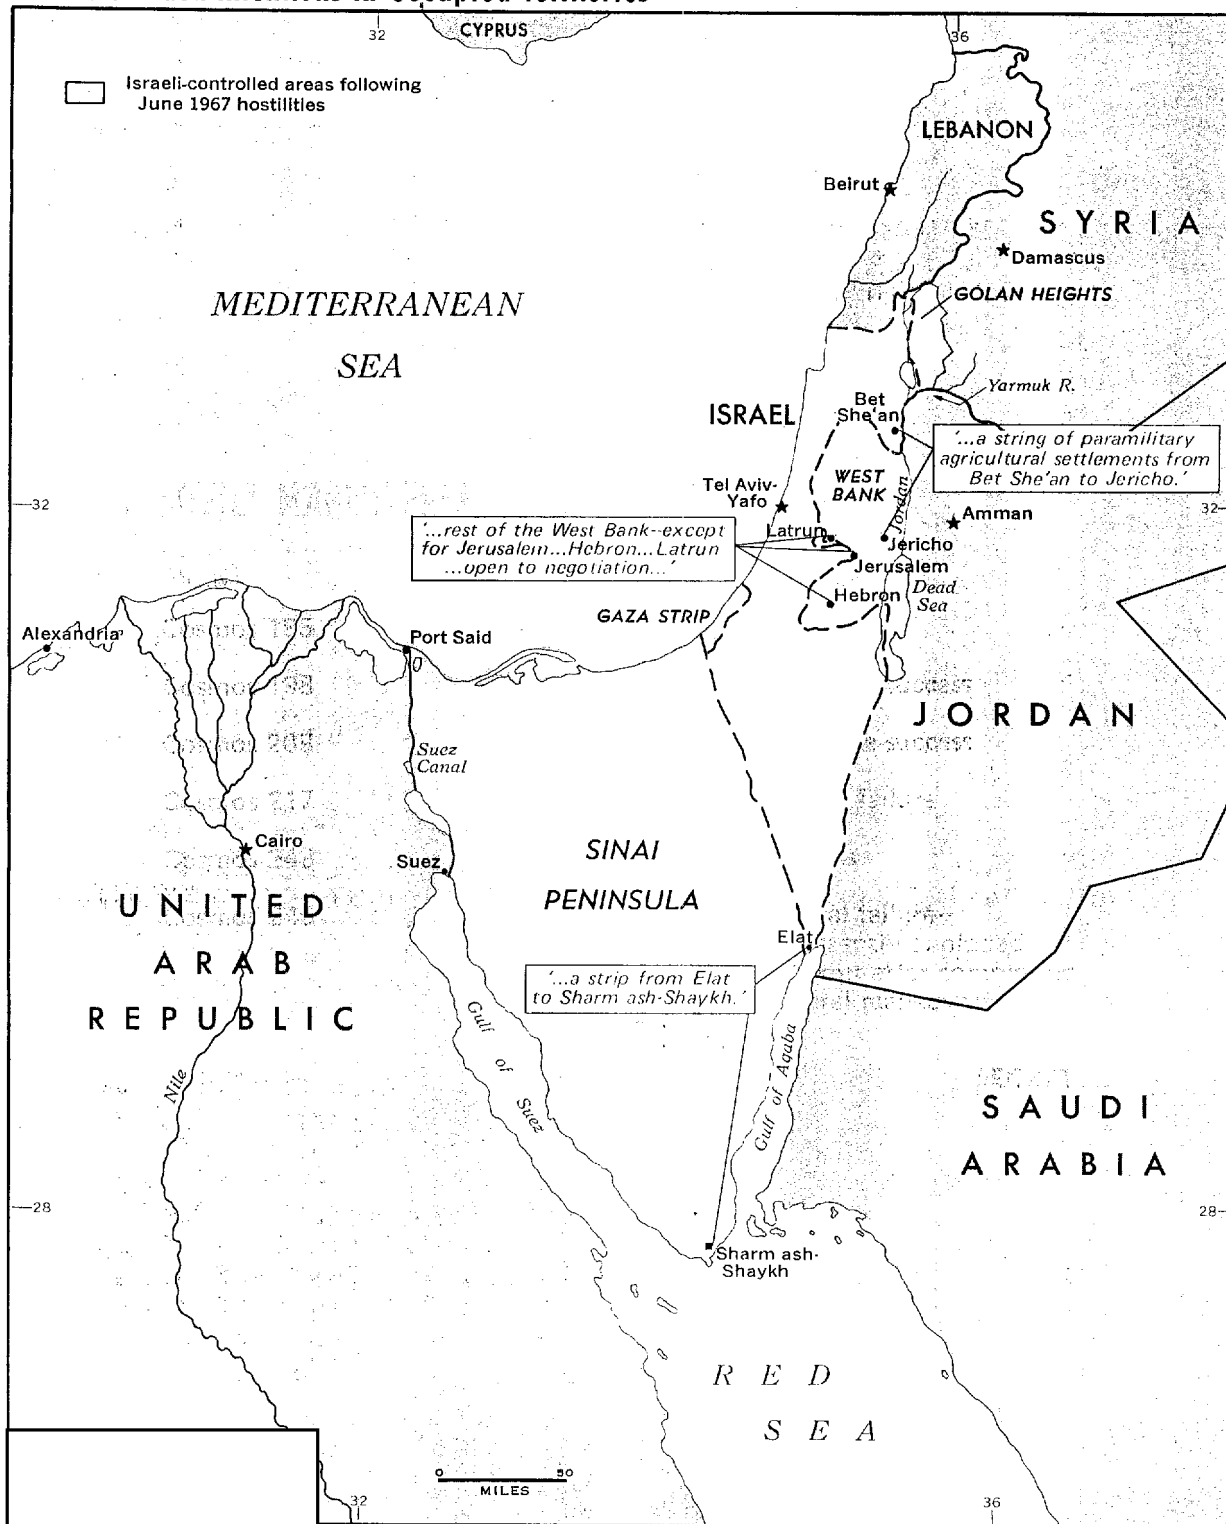 in Occupied Territories
32
CYPRUS
36
Israeli-controlled areas following
June 1967 hostilities
LEBANON
Beirut
SYRIA
Damascus
GOLAN HEIGHTS
MEDITERRANEAN
SEA
Yarmuk R.
ISRAEL
Bet
She'an
'...a string of paramilitary
agricultural settlements from
Bet She'an to Jericho.'
WEST
BANK
Jordan
32
Tel Aviv-
Yafo
Amman
32
Latrun
'...rest of the West Bank--except
for Jerusalem...Hebron...Latrun
...open to negotiation...'
Jericho
Jerusalem
Dead
Sea
Hebron
GAZA STRIP
Alexandria
Port Said
JORDAN
Suez
Canal
Cairo
SINAI
PENINSULA
Suez
UNITED
ARAB
REPUBLIC
Elat
'...a strip from Elat
to Sharm ash-Shaykh.'
Gulf of Suez
Gulf of Aqaba
Nile
SAUDI
ARABIA
28
28
Sharm ash-
Shaykh
RED
SEA
0 50
MILES
32
36